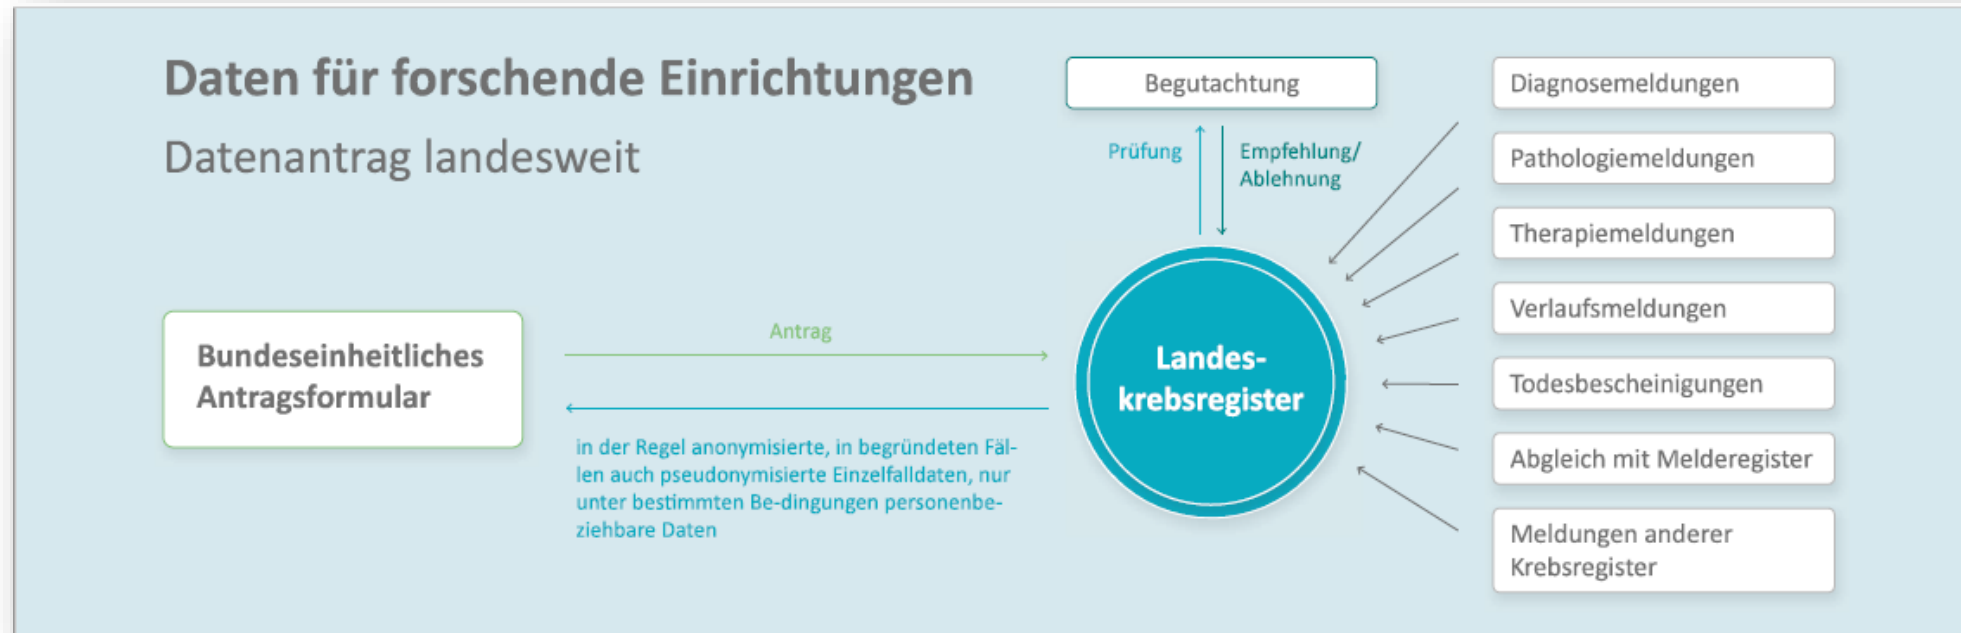 Daten für forschende Einrichtungen
Datenantrag landesweit
Bundeseinheitliches
Antragsformular
Antrag
in der Regel anonymisierte, in begründeten Fäl-
len auch pseudonymisierte Einzelfalldaten, nur
unter bestimmten Be-dingungen personenbe-
ziehbare Daten
Begutachtung
Prüfung
Empfehlung/
Ablehnung
Landes-
krebsregister
Diagnosemeldungen
Pathologiemeldungen
Therapiemeldungen
Verlaufsmeldungen
Todesbescheinigungen
Abgleich mit Melderegister
Meldungen anderer
Krebsregister